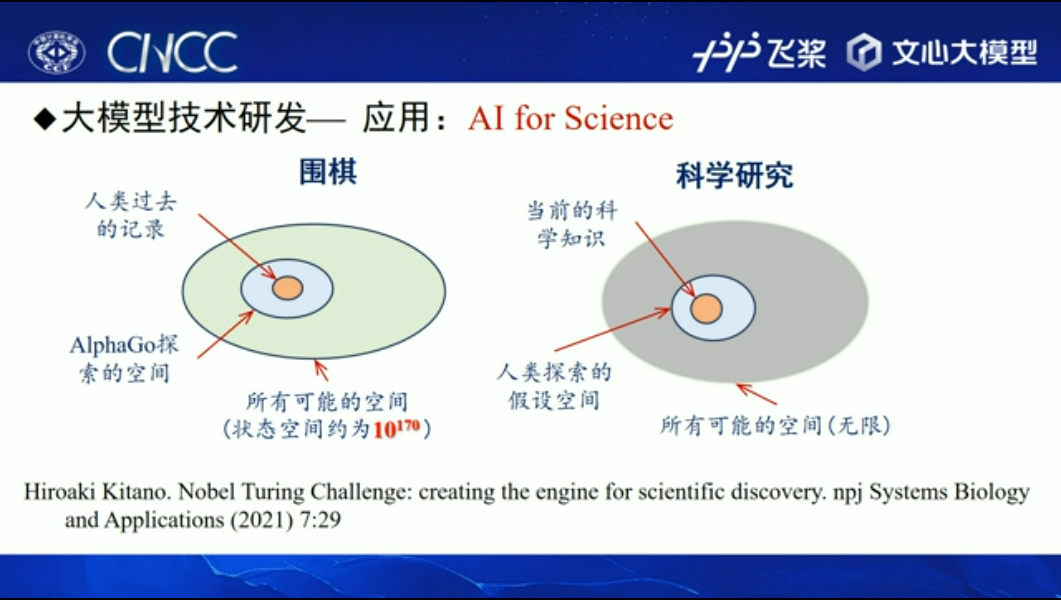 CNCC
飞桨
文心大模型
◆大模型技术研发— 应用：AI for Science
围棋
科学研究
人类过去
的记录
AlphaGo探
索的空间
所有可能的空间
(状态空间约为10¹⁷⁰)
当前的科
学知识
人类探索的
假设空间
所有可能的空间(无限)
Hiroaki Kitano. Nobel Turing Challenge: creating the engine for scientific discovery. npj Systems Biology
and Applications (2021) 7:29